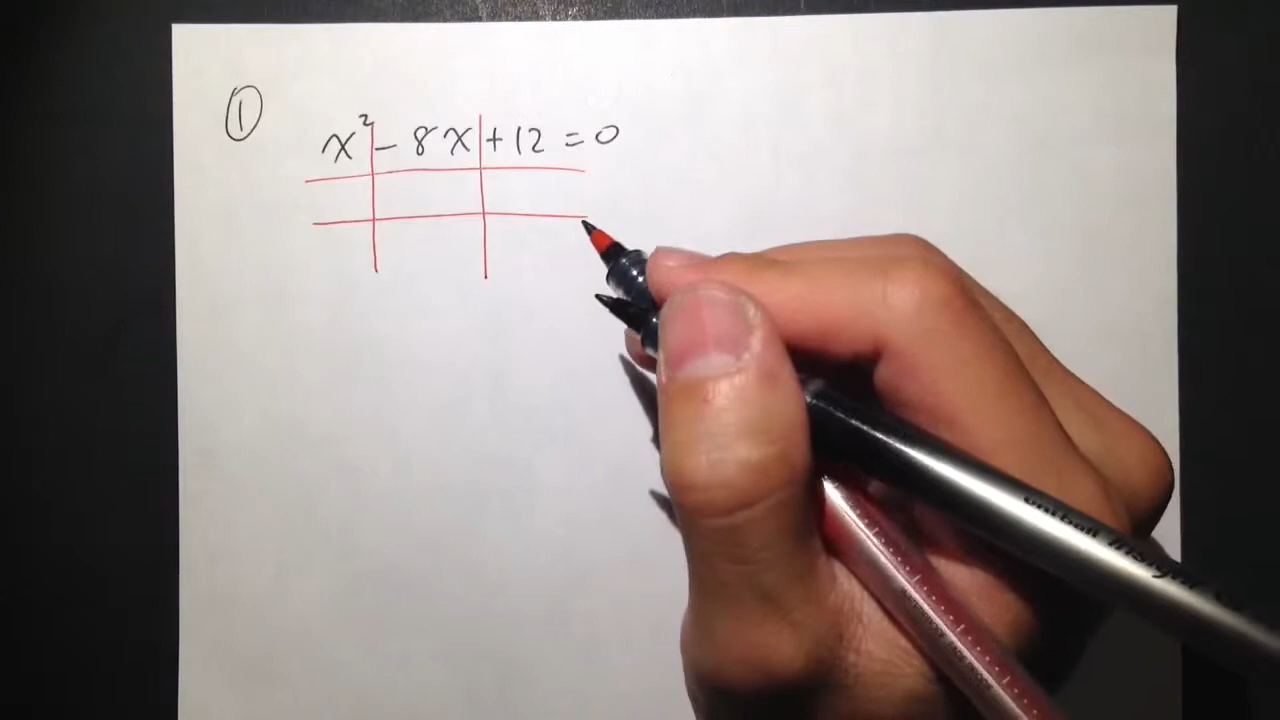 ①
x² - 8x + 12 = 0